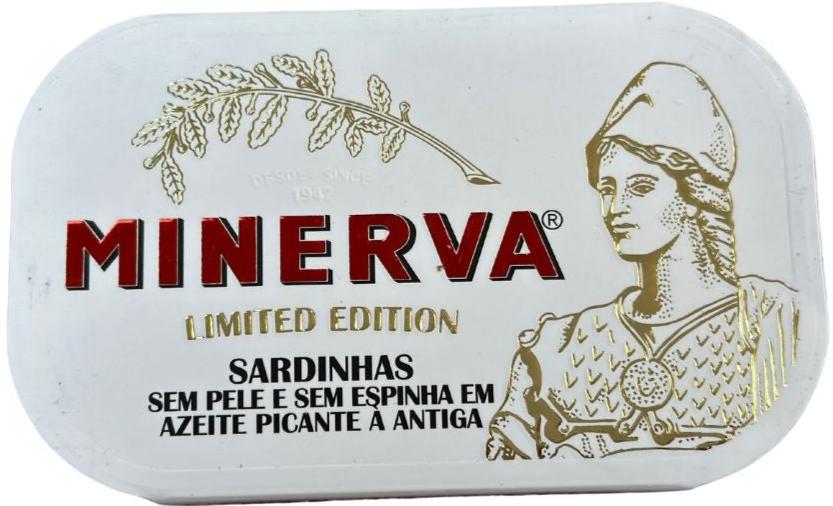 DESDE. SINCE
1942
MINERVA®
LIMITED EDITION
SARDINHAS
SEM PELE E SEM ESPINHA EM
AZEITE PICANTE À ANTIGA